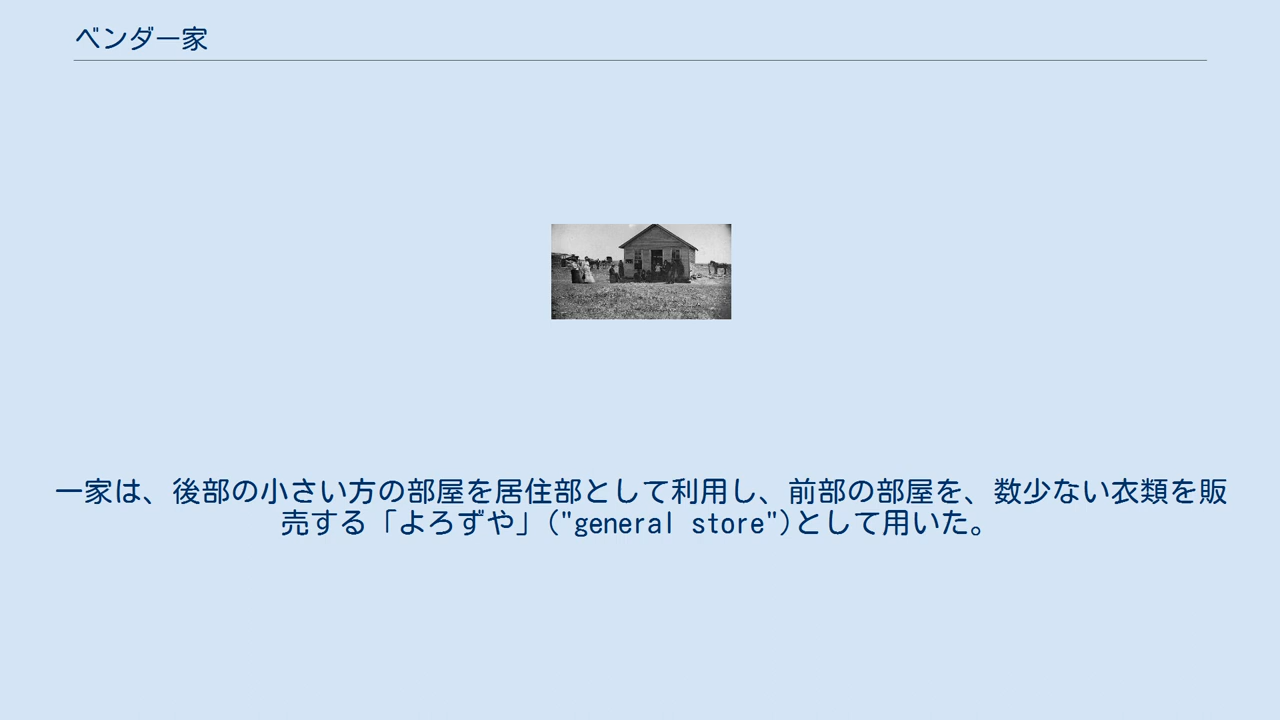 ベンダー家
一家は、後部の小さい方の部屋を居住部として利用し、前部の部屋を、数少ない衣類を販
売する「よろずや」("general store")として用いた。